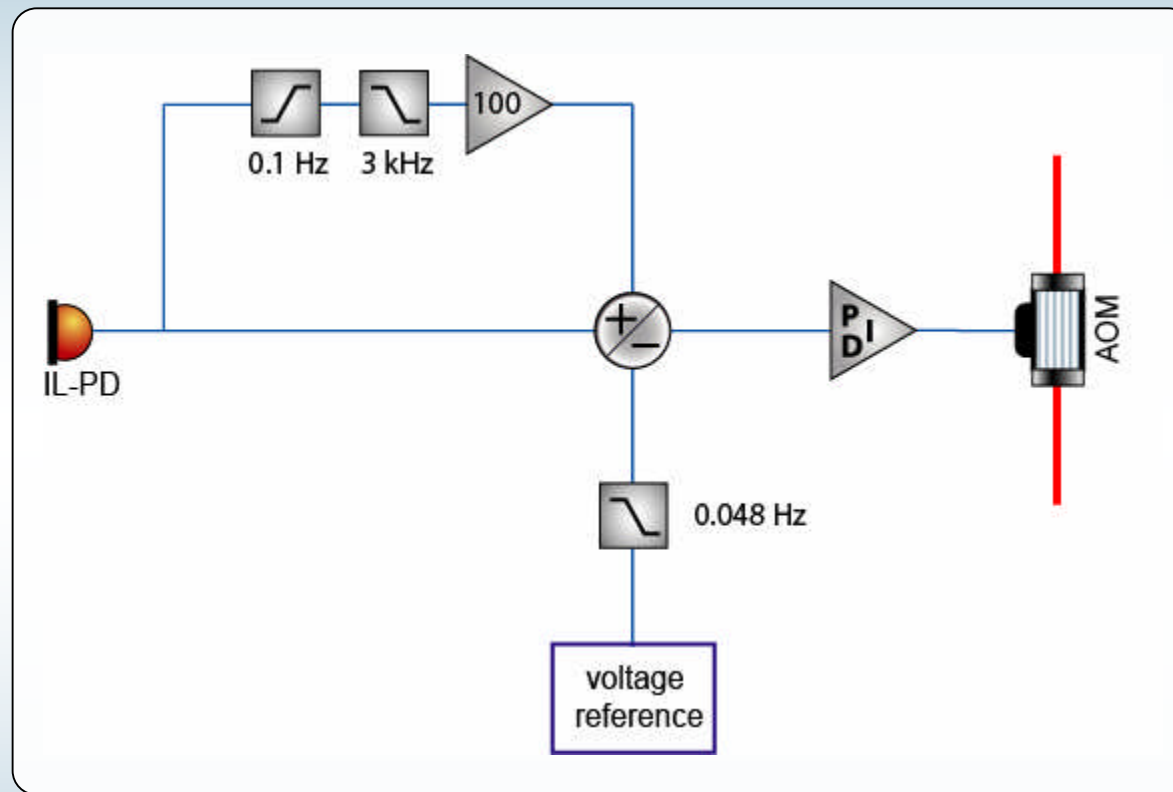 100
0.1 Hz
3 kHz
IL-PD
+
−
P
I
D
AOM
0.048 Hz
voltage
reference